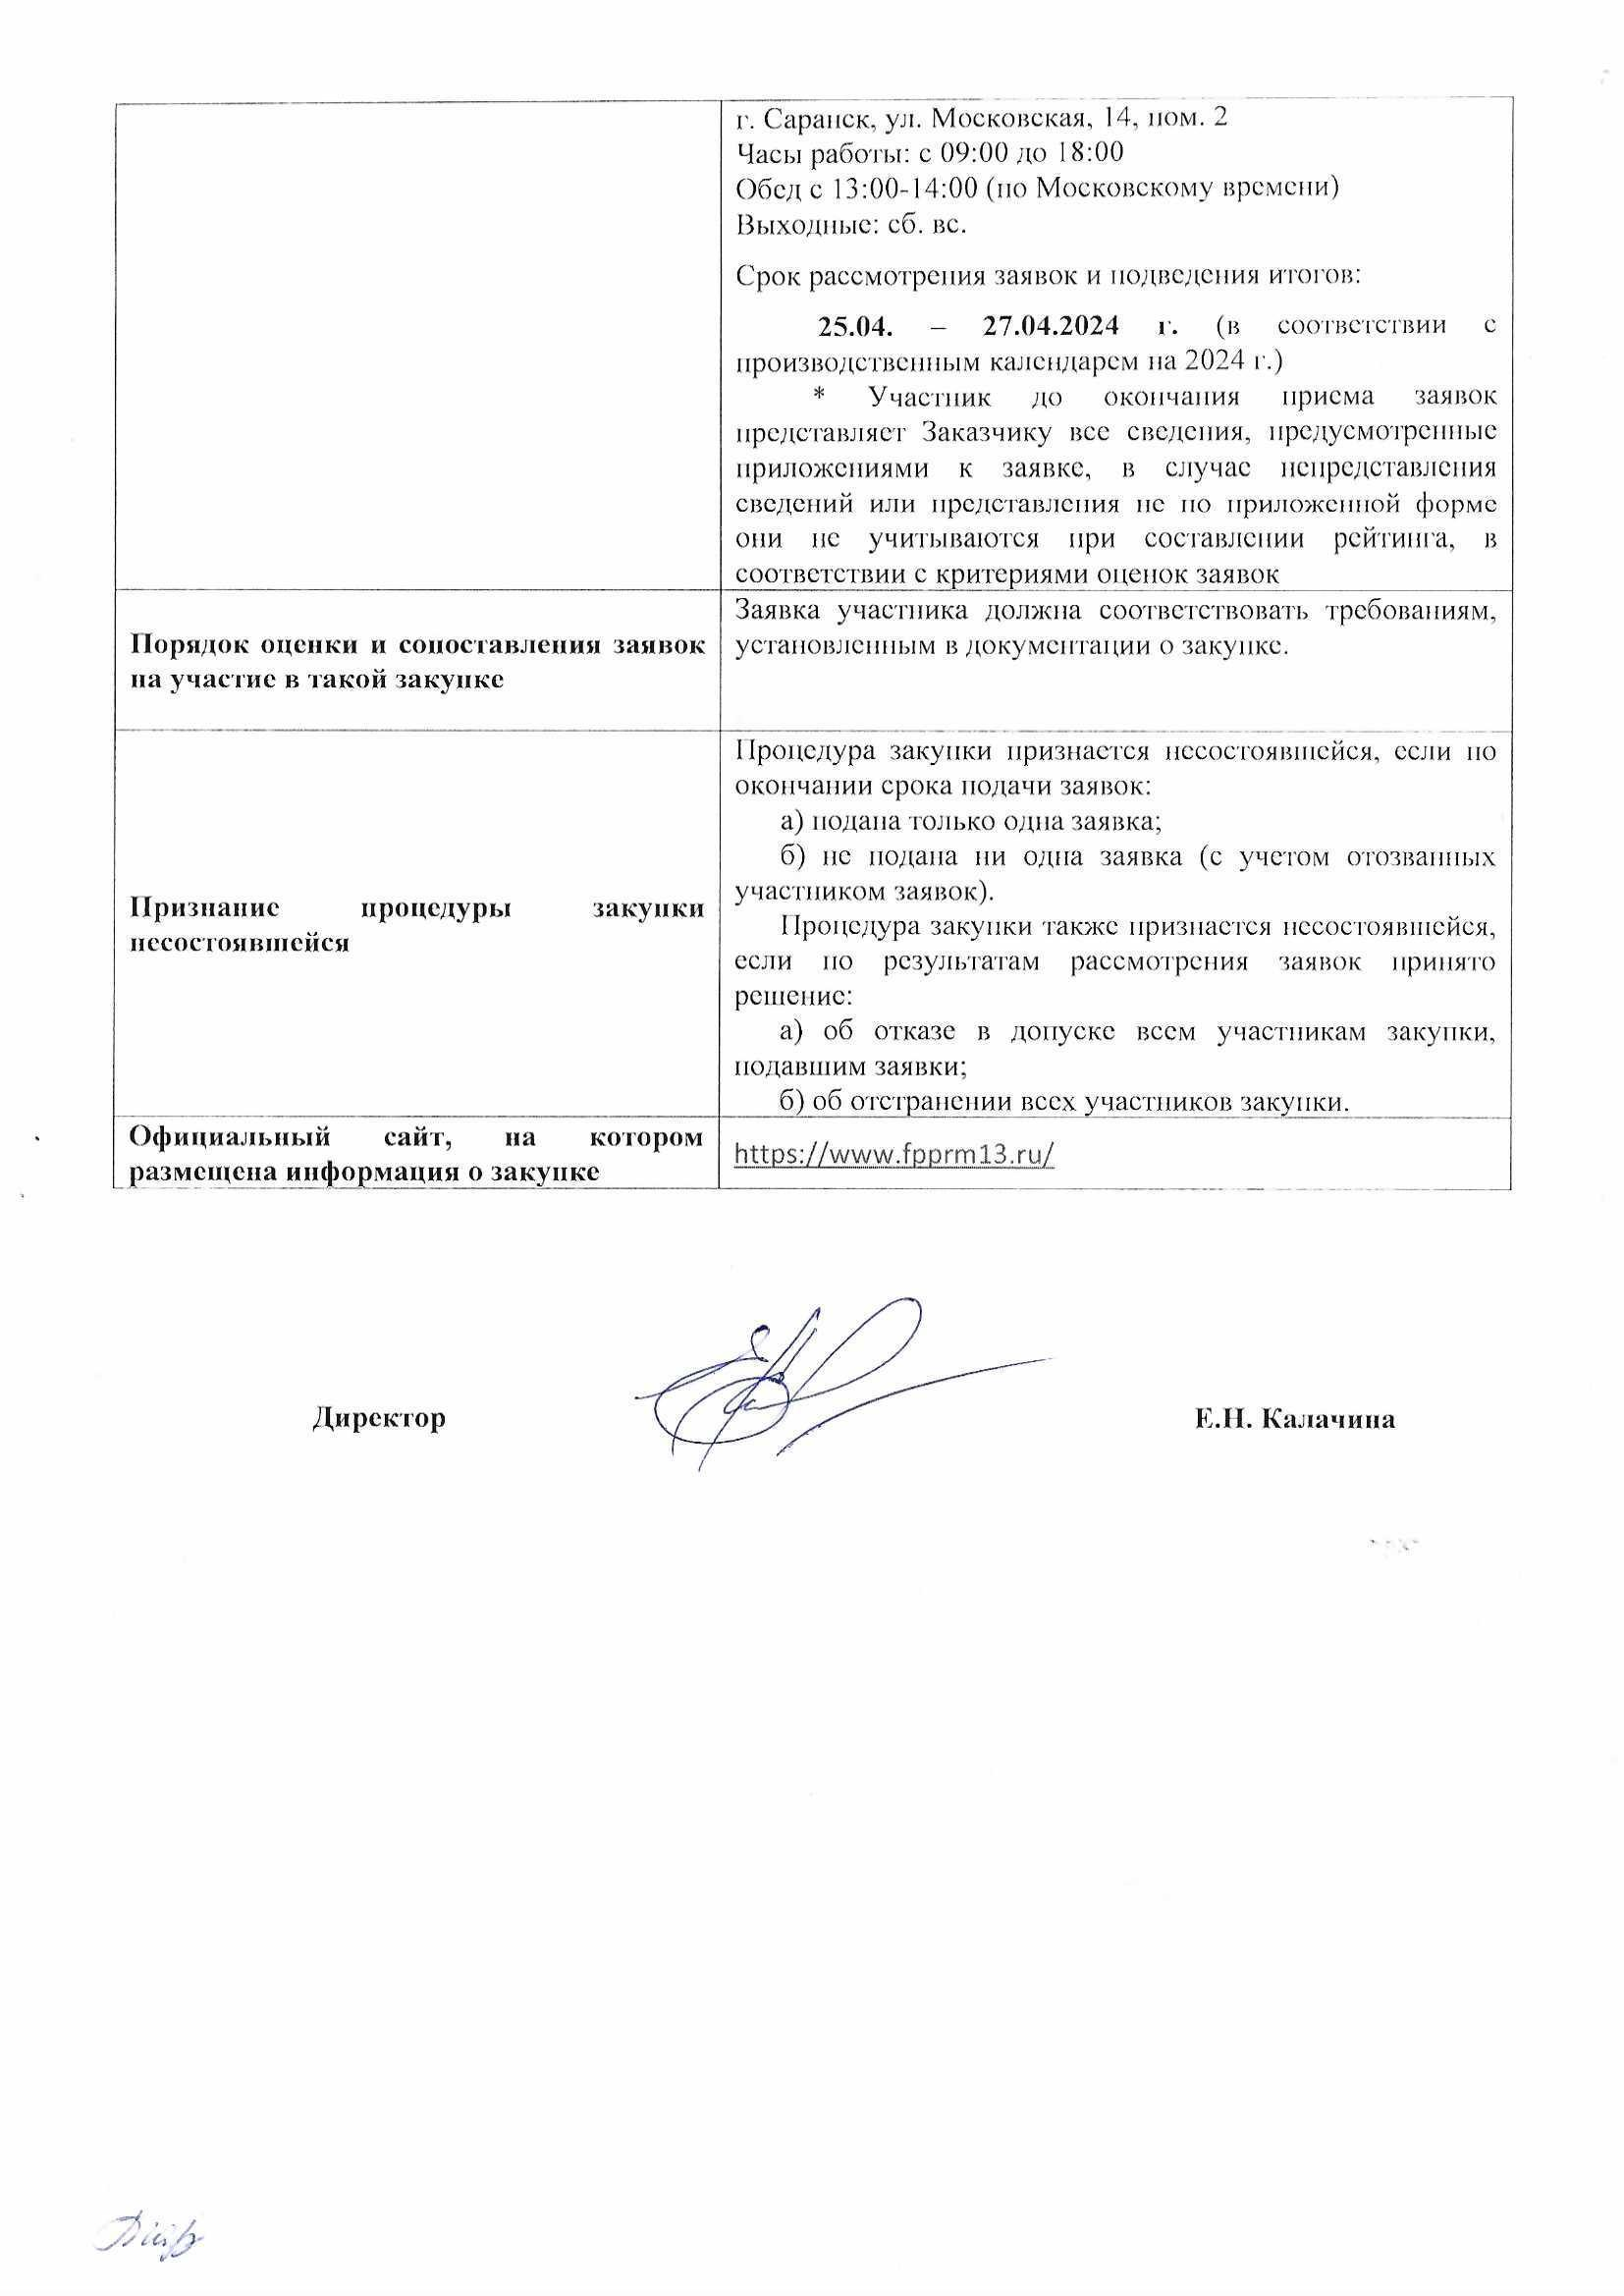 г. Саранск, ул. Московская, 14, пом. 2
Часы работы: с 09:00 до 18:00
Обед с 13:00-14:00 (по Московскому времени)
Выходные: сб. вс.
Срок рассмотрения заявок и подведения итогов:
25.04. – 27.04.2024 г. (в соответствии с
производственным календарем на 2024 г.)
* Участник до окончания приема заявок
представляет Заказчику все сведения, предусмотренные
приложениями к заявке, в случае непредставления
сведений или представления не по приложенной форме
они не учитываются при составлении рейтинга, в
соответствии с критериями оценок заявок
Порядок оценки и сопоставления заявок
на участие в такой закупке
Заявка участника должна соответствовать требованиям,
установленным в документации о закупке.
Признание процедуры закупки
несостоявшейся
Процедура закупки признается несостоявшейся, если по
окончании срока подачи заявок:
а) подана только одна заявка;
б) не подана ни одна заявка (с учетом отозванных
участником заявок).
Процедура закупки также признается несостоявшейся,
если по результатам рассмотрения заявок принято
решение:
а) об отказе в допуске всем участникам закупки,
подавшим заявки;
б) об отстранении всех участников закупки.
Официальный сайт, на котором
размещена информация о закупке
https://www.fpprm13.ru/
Директор
Е.Н. Калачина